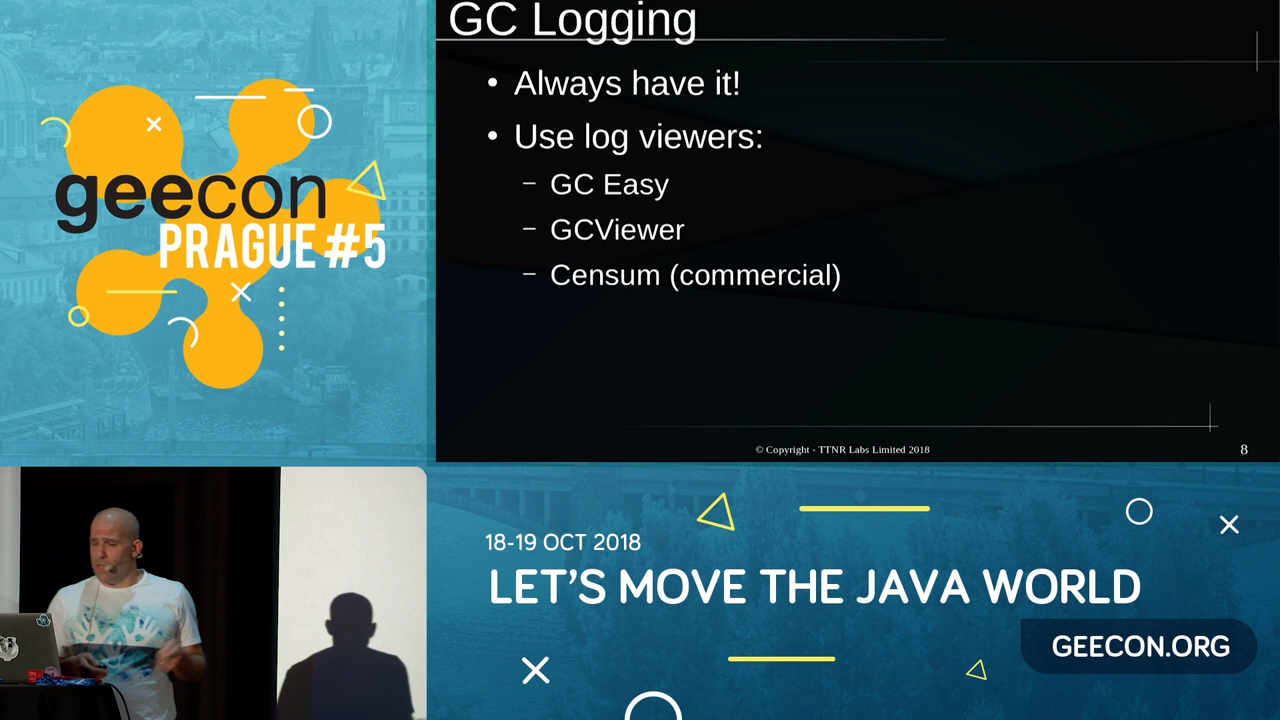 geecon
PRAGUE #5
GC Logging
• Always have it!
• Use log viewers:
– GC Easy
– GCViewer
– Censum (commercial)
© Copyright - TTNR Labs Limited 2018
8
18-19 OCT 2018
LET'S MOVE THE JAVA WORLD
GEECON.ORG